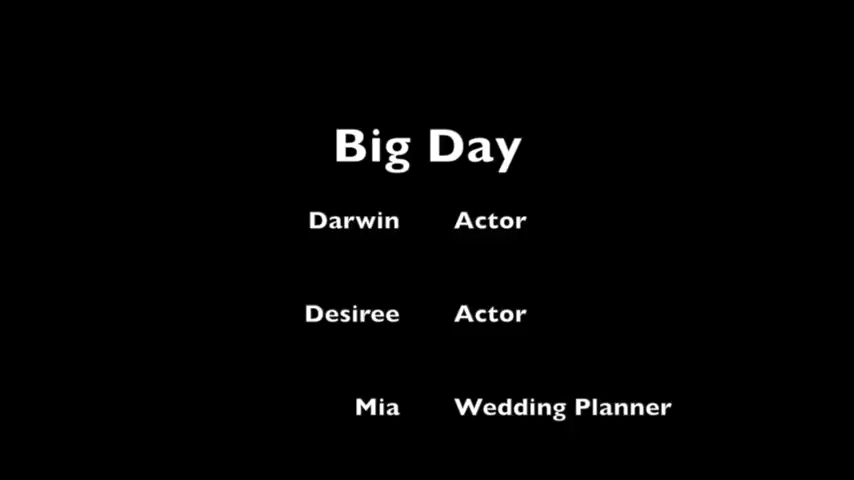 Big Day
Darwin Actor
Desiree Actor
Mia Wedding Planner